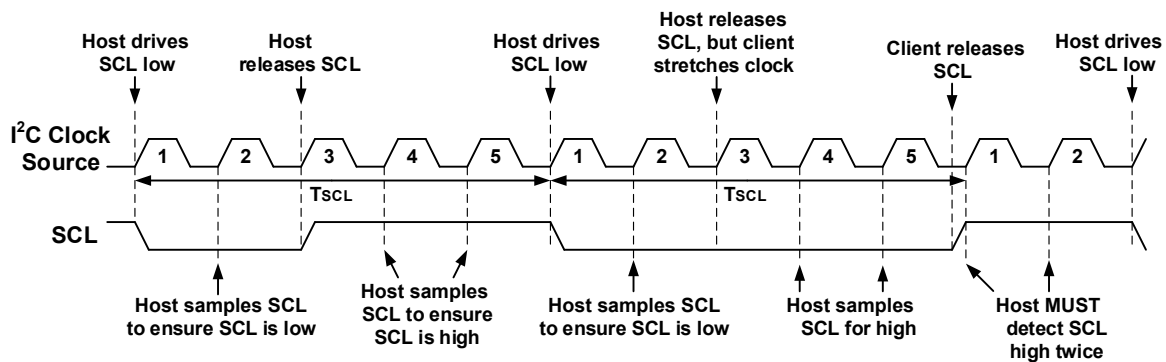 Host drives
SCL low
Host
releases SCL
Host drives
SCL low
Host releases
SCL, but client
stretches clock
Client releases
SCL
Host drives
SCL low
I²C Clock
Source
1 2 3 4 5 1 2 3 4 5 1 2
TSCL TSCL
SCL
Host samples SCL
to ensure SCL is low
Host samples
SCL to ensure
SCL is high
Host samples SCL
to ensure SCL is low
Host samples
SCL for high
Host MUST
detect SCL
high twice